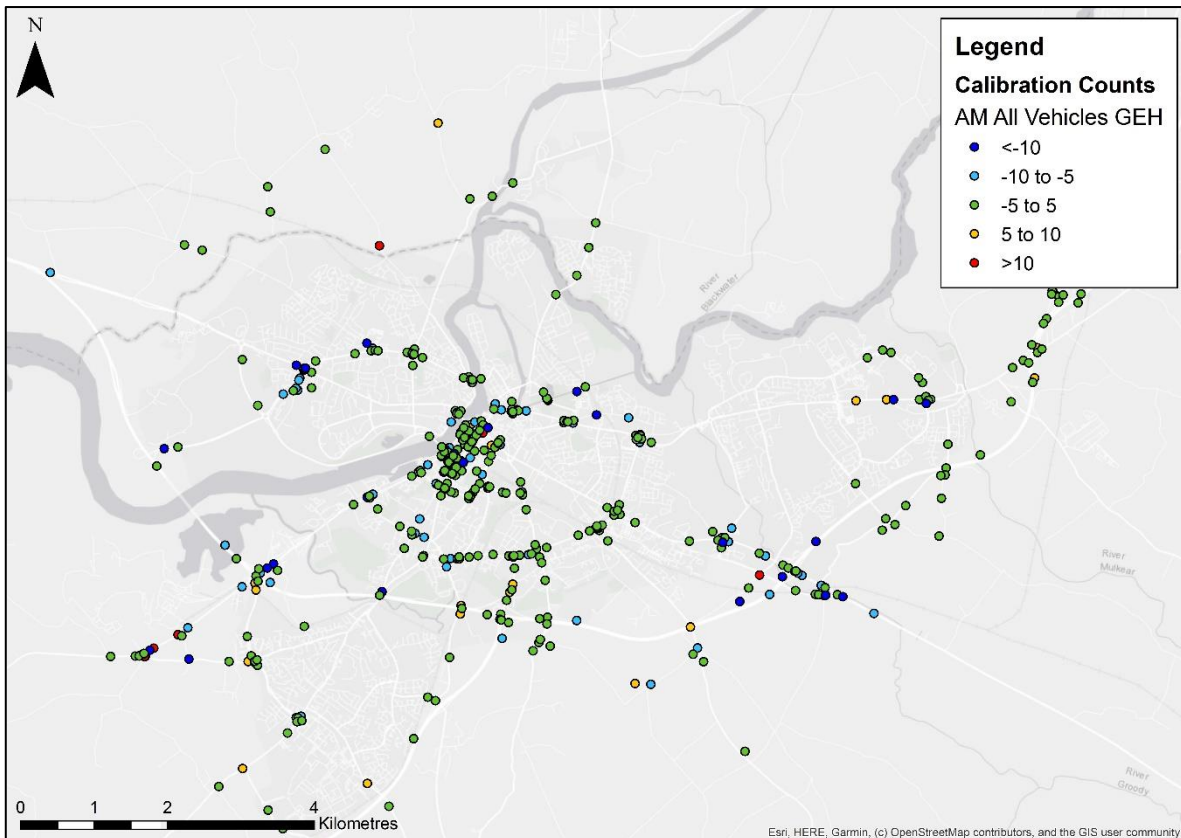 N
Legend
Calibration Counts
AM All Vehicles GEH
<-10
-10 to -5
-5 to 5
5 to 10
>10
River
Blackwater
River
Mulkear
River
Groody
0 1 2 4
Kilometres
Esri, HERE, Garmin, (c) OpenStreetMap contributors, and the GIS user community